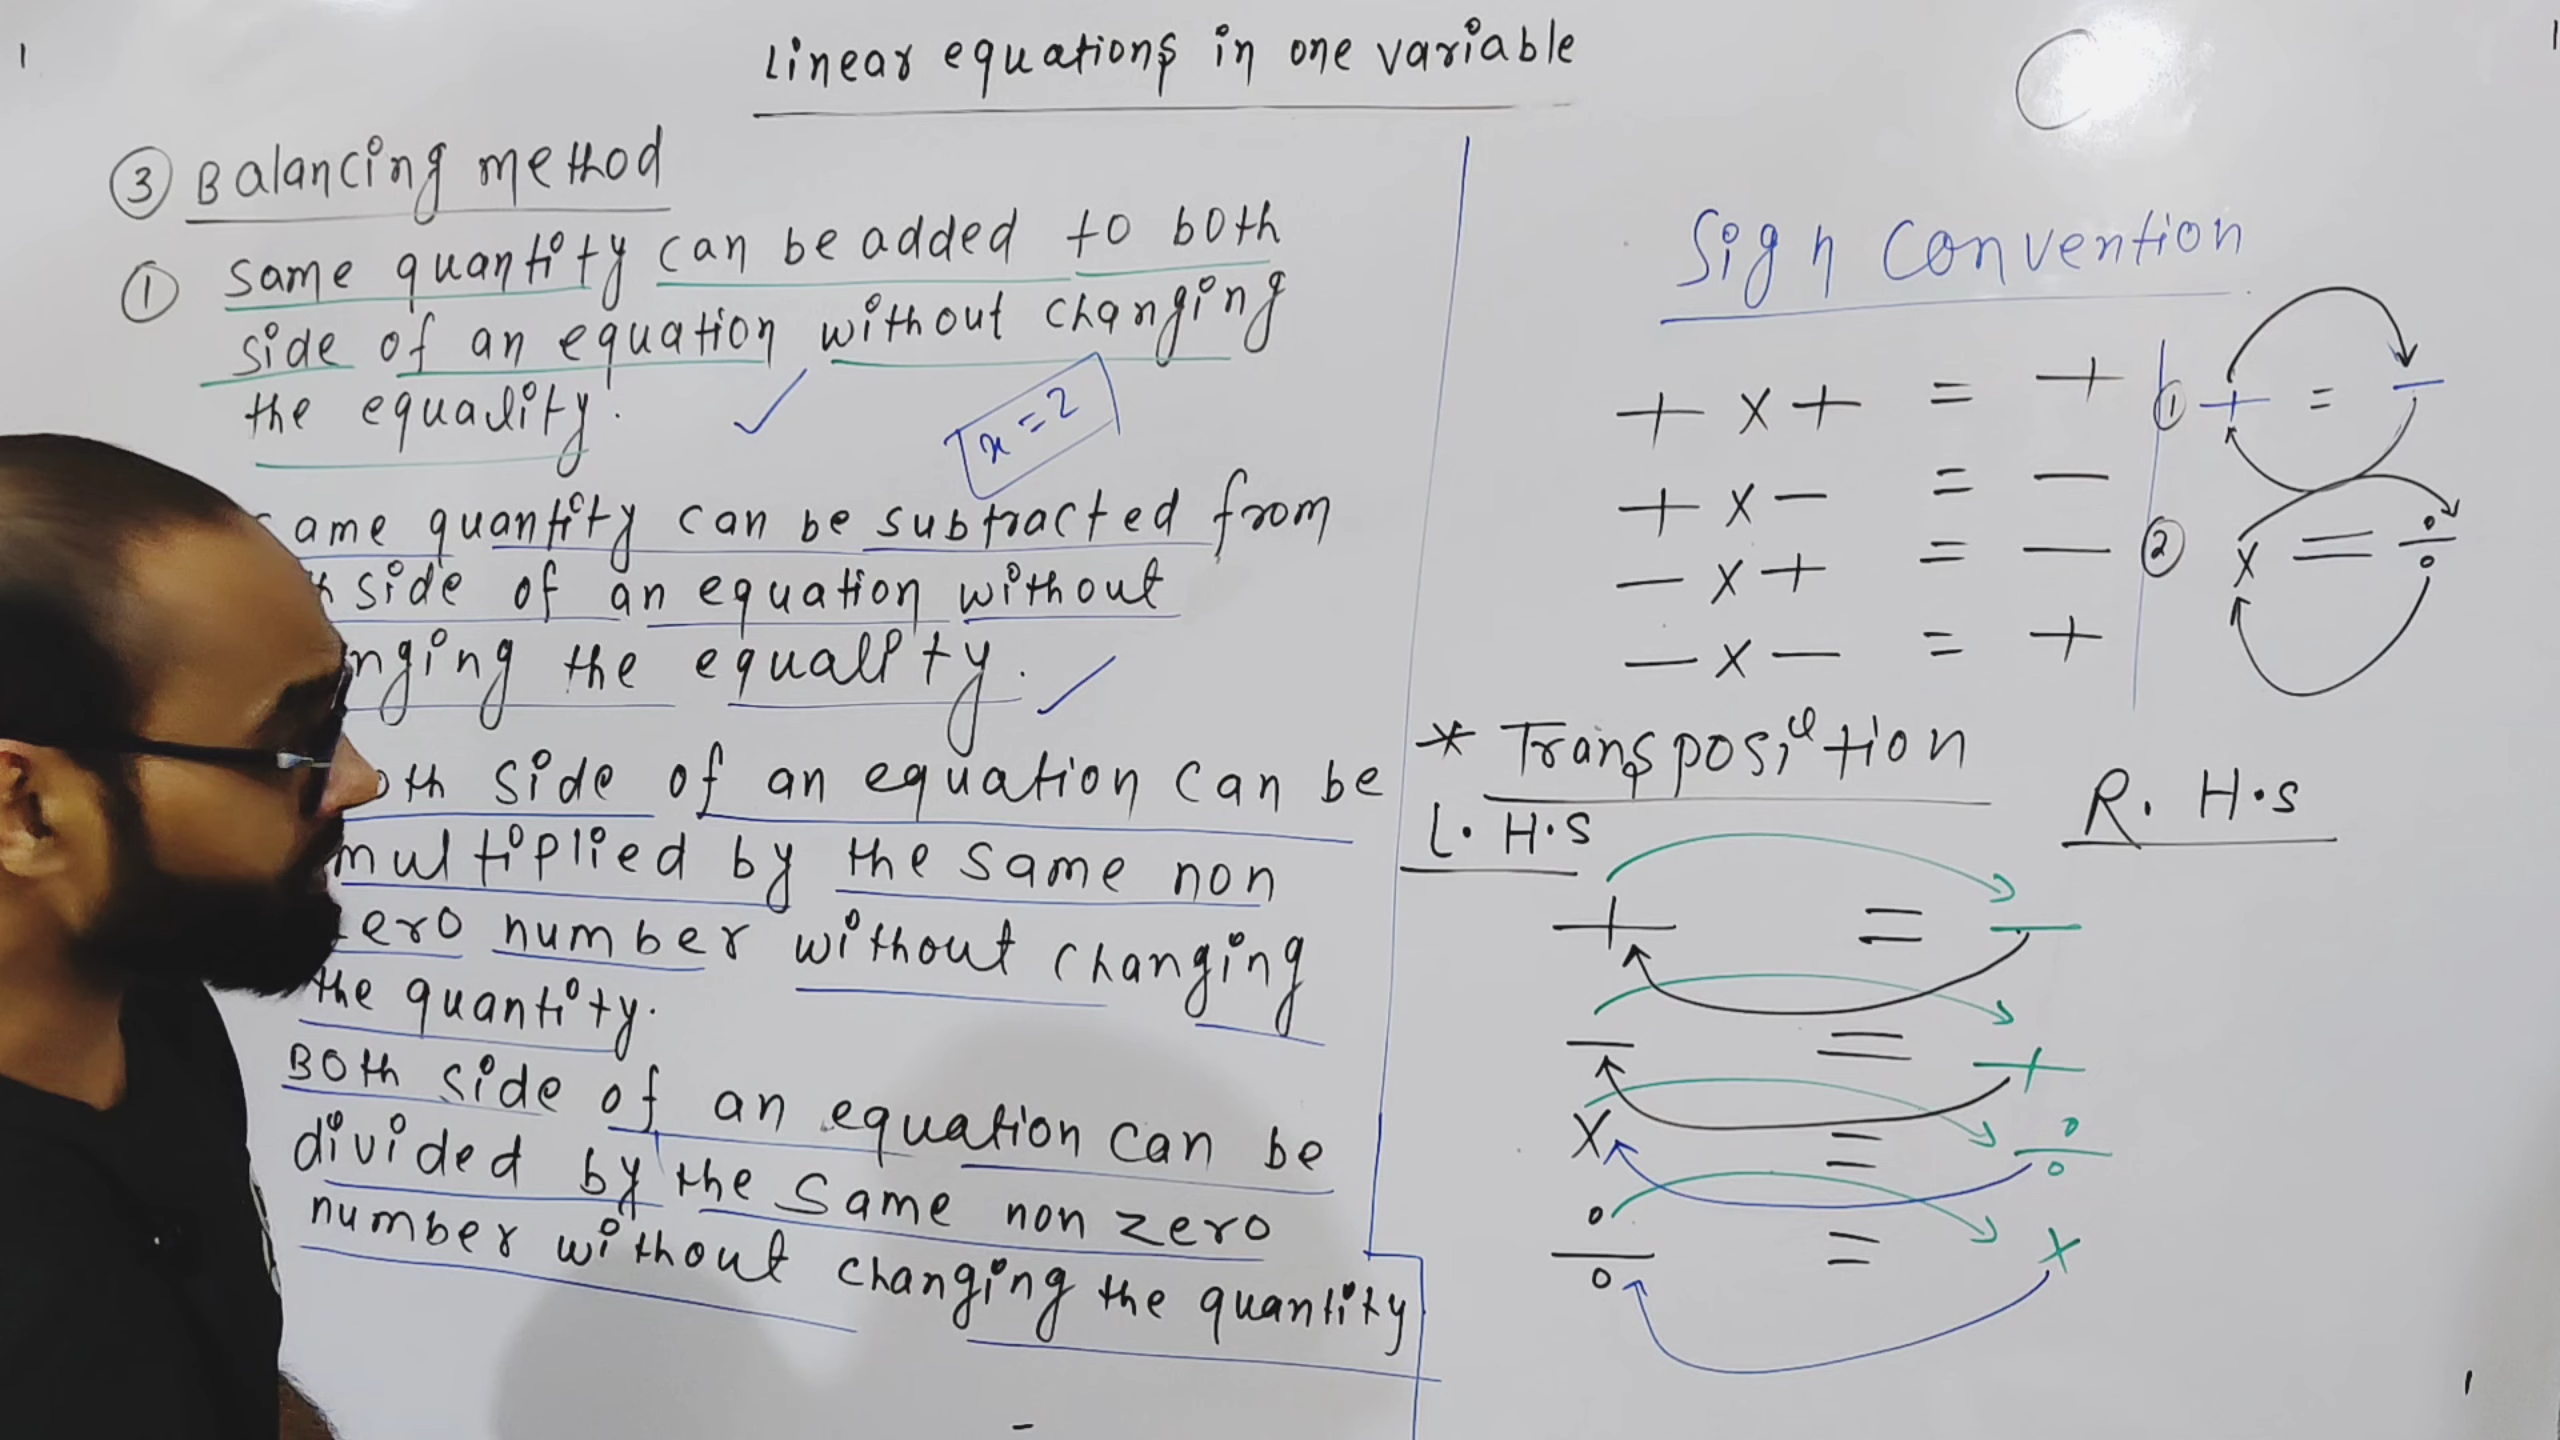 Linear equations in one variable
③ Balancing method
① Same quantity can be added to both
side of an equation without changing
the equality.
x = 2
ame quantity can be subtracted from
side of an equation without
nging the equality.
oth side of an equation can be
multiplied by the same non
ero number without changing
the quantity.
Both side of an equation can be
divided by the same non zero
number without changing the quantity
Sign Convention
+ × + = +
+ × - = -
- × + = -
- × - = +
① + = -
② × = ÷
* Transposition
L.H.S
R.H.S
+ = -
- = +
× = ÷
÷ = ×